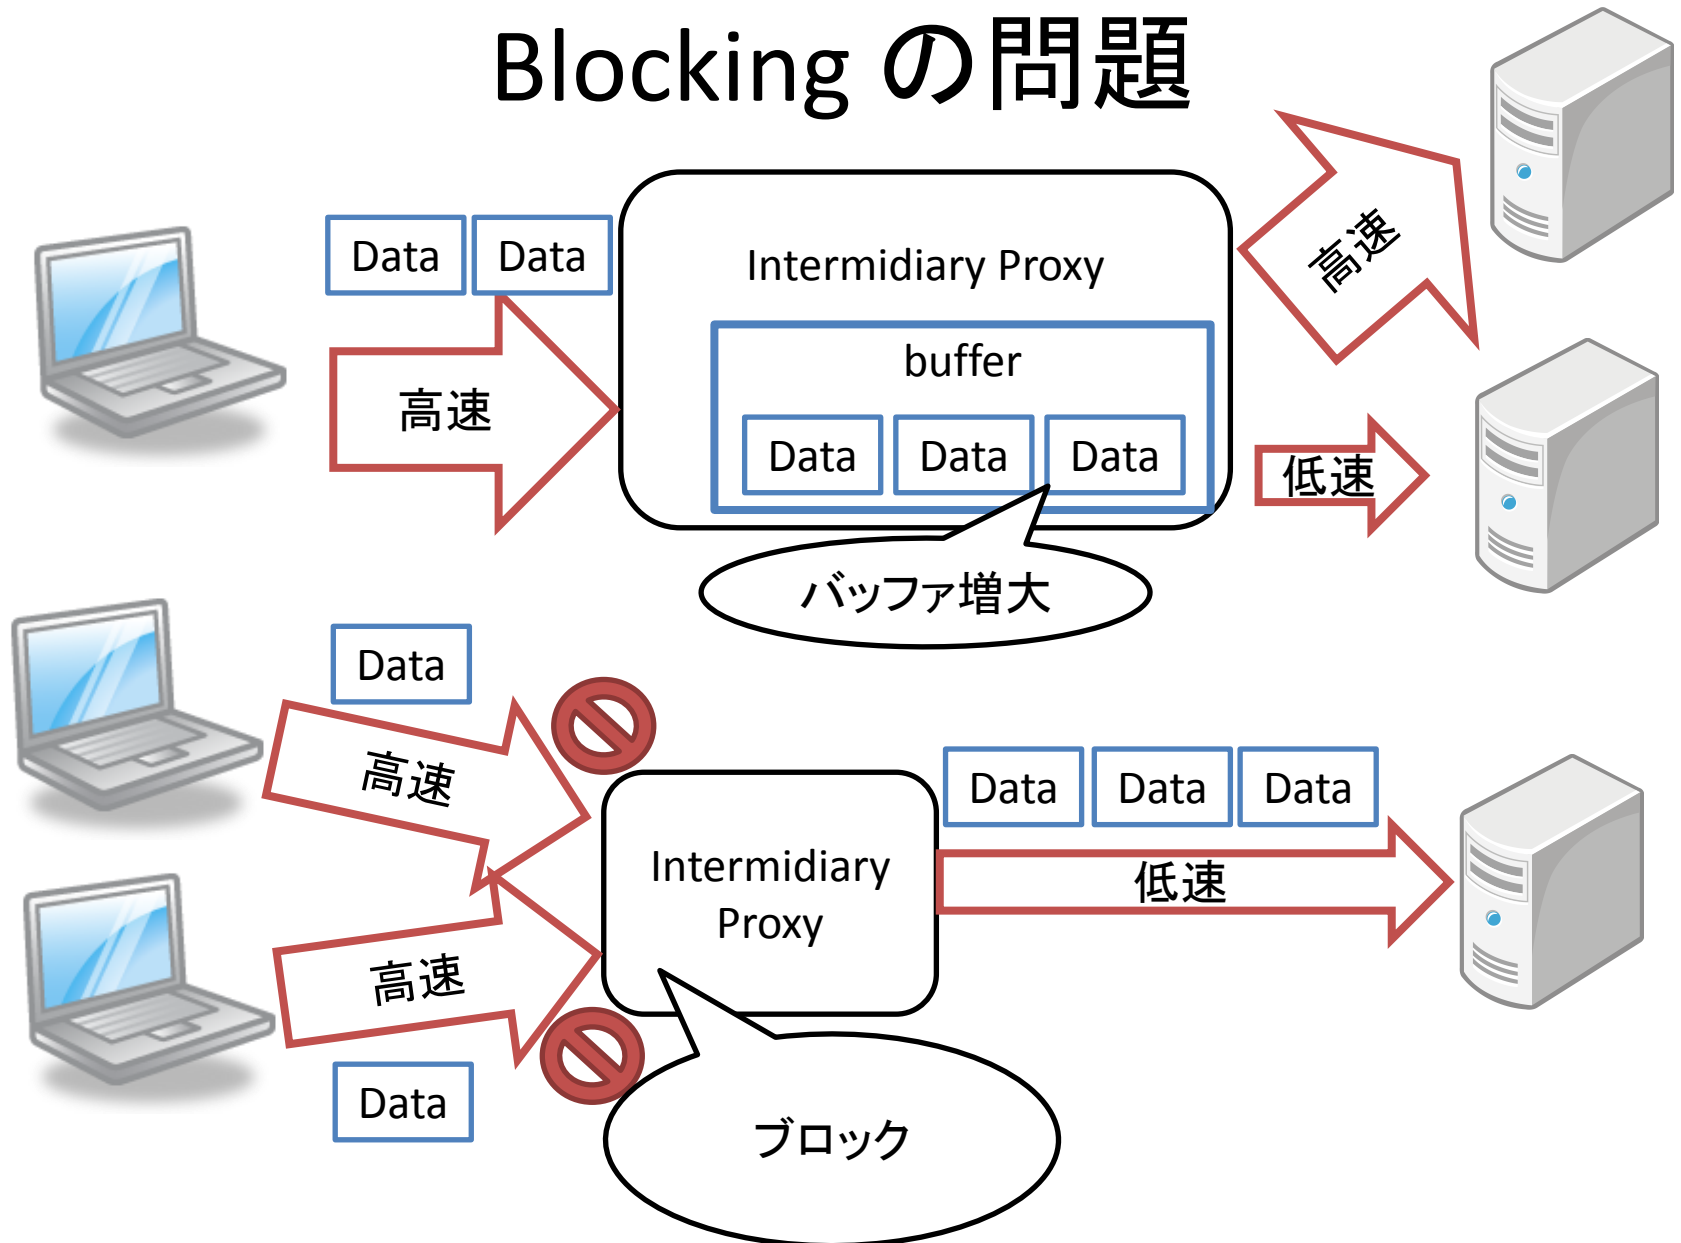 Blocking の問題
Data Data
高速
Intermidiary Proxy
buffer
Data Data Data
バッファ増大
高速
低速
Data
高速
高速
Data
Intermidiary
Proxy
ブロック
Data Data Data
低速